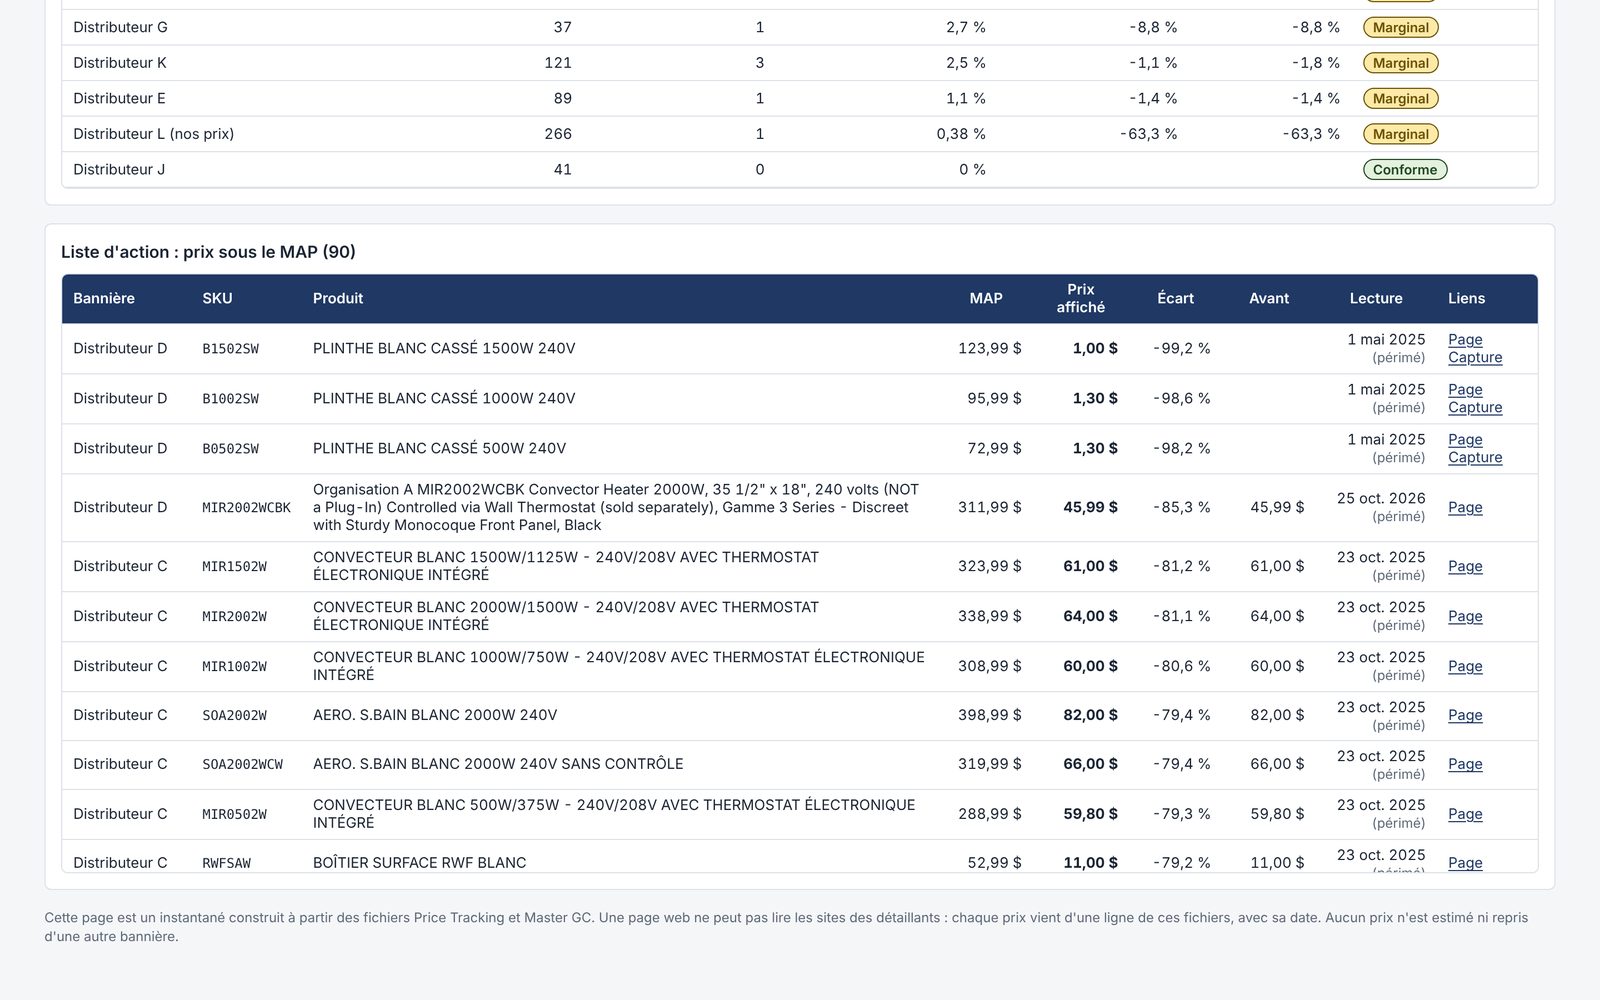 Distributeur G 37 1 2,7 % -8,8 % -8,8 % Marginal
Distributeur K 121 3 2,5 % -1,1 % -1,8 % Marginal
Distributeur E 89 1 1,1 % -1,4 % -1,4 % Marginal
Distributeur L (nos prix) 266 1 0,38 % -63,3 % -63,3 % Marginal
Distributeur J 41 0 0 % Conforme
Liste d'action : prix sous le MAP (90)
Bannière SKU Produit MAP Prix affiché Écart Avant Lecture Liens
Distributeur D B1502SW PLINTHE BLANC CASSÉ 1500W 240V 123,99 $ 1,00 $ -99,2 % 1 mai 2025 Page
(périmé) Capture
Distributeur D B1002SW PLINTHE BLANC CASSÉ 1000W 240V 95,99 $ 1,30 $ -98,6 % 1 mai 2025 Page
(périmé) Capture
Distributeur D B0502SW PLINTHE BLANC CASSÉ 500W 240V 72,99 $ 1,30 $ -98,2 % 1 mai 2025 Page
(périmé) Capture
Organisation A MIR2002WCBK Convector Heater 2000W, 35 1/2" x 18", 240 volts (NOT
Distributeur D MIR2002WCBK a Plug-In) Controlled via Wall Thermostat (sold separately), Gamme 3 Series - Discreet 311,99 $ 45,99 $ -85,3 % 45,99 $ 25 oct. 2026 Page
with Sturdy Monocoque Front Panel, Black (périmé)
Distributeur C MIR1502W CONVECTEUR BLANC 1500W/1125W - 240V/208V AVEC THERMOSTAT 323,99 $ 61,00 $ -81,2 % 61,00 $ 23 oct. 2025 Page
ÉLECTRONIQUE INTÉGRÉ (périmé)
Distributeur C MIR2002W CONVECTEUR BLANC 2000W/1500W - 240V/208V AVEC THERMOSTAT 338,99 $ 64,00 $ -81,1 % 64,00 $ 23 oct. 2025 Page
ÉLECTRONIQUE INTÉGRÉ (périmé)
Distributeur C MIR1002W CONVECTEUR BLANC 1000W/750W - 240V/208V AVEC THERMOSTAT ÉLECTRONIQUE 308,99 $ 60,00 $ -80,6 % 60,00 $ 23 oct. 2025 Page
INTÉGRÉ (périmé)
Distributeur C SOA2002W AERO. S.BAIN BLANC 2000W 240V 398,99 $ 82,00 $ -79,4 % 82,00 $ 23 oct. 2025 Page
(périmé)
Distributeur C SOA2002WCW AERO. S.BAIN BLANC 2000W 240V SANS CONTRÔLE 319,99 $ 66,00 $ -79,4 % 66,00 $ 23 oct. 2025 Page
(périmé)
Distributeur C MIR0502W CONVECTEUR BLANC 500W/375W - 240V/208V AVEC THERMOSTAT ÉLECTRONIQUE 288,99 $ 59,80 $ -79,3 % 59,80 $ 23 oct. 2025 Page
INTÉGRÉ (périmé)
Distributeur C RWFSAW BOÎTIER SURFACE RWF BLANC 52,99 $ 11,00 $ -79,2 % 11,00 $ 23 oct. 2025 Page
Cette page est un instantané construit à partir des fichiers Price Tracking et Master GC. Une page web ne peut pas lire les sites des détaillants : chaque prix vient d'une ligne de ces fichiers, avec sa date. Aucun prix n'est estimé ni repris
d'une autre bannière.